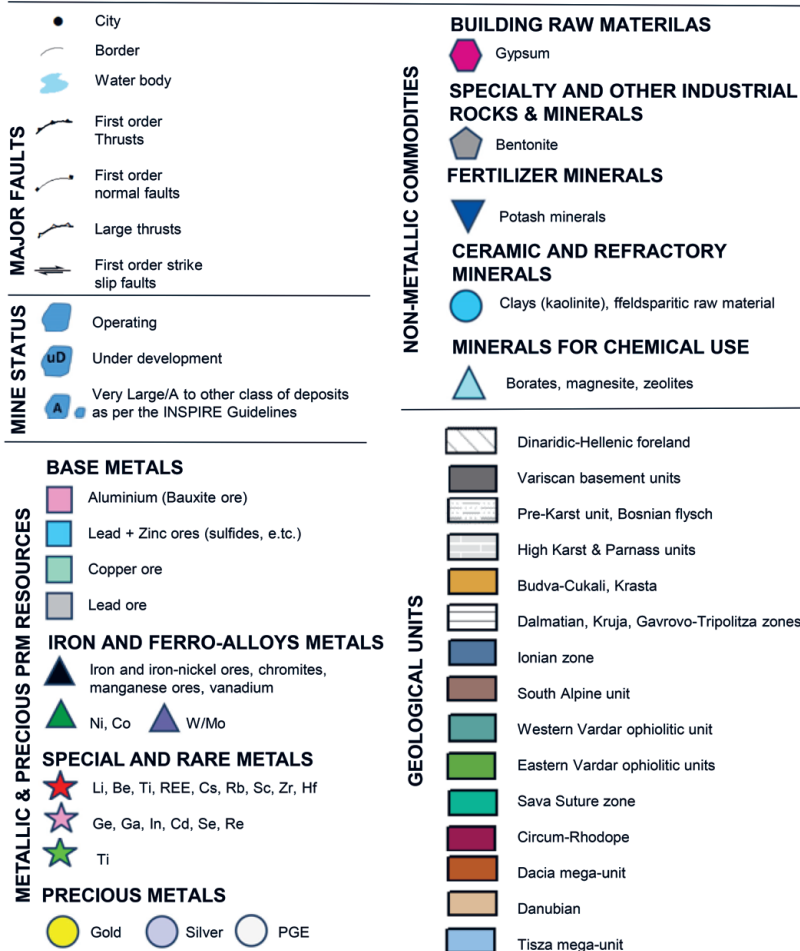 MAJOR FAULTS
City
Border
Water body
First order
Thrusts
First order
normal faults
Large thrusts
First order strike
slip faults
MINE STATUS
Operating
uD
Under development
A
Very Large/A to other class of deposits
as per the INSPIRE Guidelines
METALLIC & PRECIOUS PRM RESOURCES
BASE METALS
Aluminium (Bauxite ore)
Lead + Zinc ores (sulfides, e.tc.)
Copper ore
Lead ore
IRON AND FERRO-ALLOYS METALS
Iron and iron-nickel ores, chromites,
manganese ores, vanadium
Ni, Co
W/Mo
SPECIAL AND RARE METALS
Li, Be, Ti, REE, Cs, Rb, Sc, Zr, Hf
Ge, Ga, In, Cd, Se, Re
Ti
PRECIOUS METALS
Gold
Silver
PGE
NON-METALLIC COMMODITIES
BUILDING RAW MATERILAS
Gypsum
SPECIALTY AND OTHER INDUSTRIAL
ROCKS & MINERALS
Bentonite
FERTILIZER MINERALS
Potash minerals
CERAMIC AND REFRACTORY
MINERALS
Clays (kaolinite), ffeldsparitic raw material
MINERALS FOR CHEMICAL USE
Borates, magnesite, zeolites
GEOLOGICAL UNITS
Dinaridic-Hellenic foreland
Variscan basement units
Pre-Karst unit, Bosnian flysch
High Karst & Parnass units
Budva-Cukali, Krasta
Dalmatian, Kruja, Gavrovo-Tripolitza zones
Ionian zone
South Alpine unit
Western Vardar ophiolitic unit
Eastern Vardar ophiolitic units
Sava Suture zone
Circum-Rhodope
Dacia mega-unit
Danubian
Tisza mega-unit